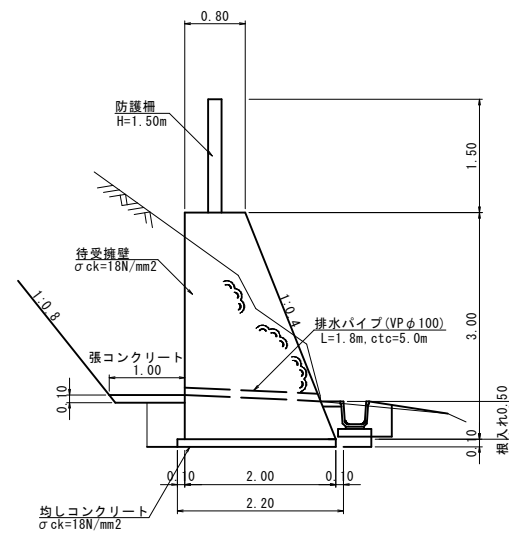 0.80
防護柵
H=1.50m
1.50
待受擁壁
σck=18N/mm2
1:0.8
1:0.4
3.00
排水パイプ(VPφ100)
L=1.8m,ctc=5.0m
張コンクリート
1.00
0.10
根入れ0.50
0.10
0.10
2.00
0.10
2.20
均しコンクリート
σck=18N/mm2